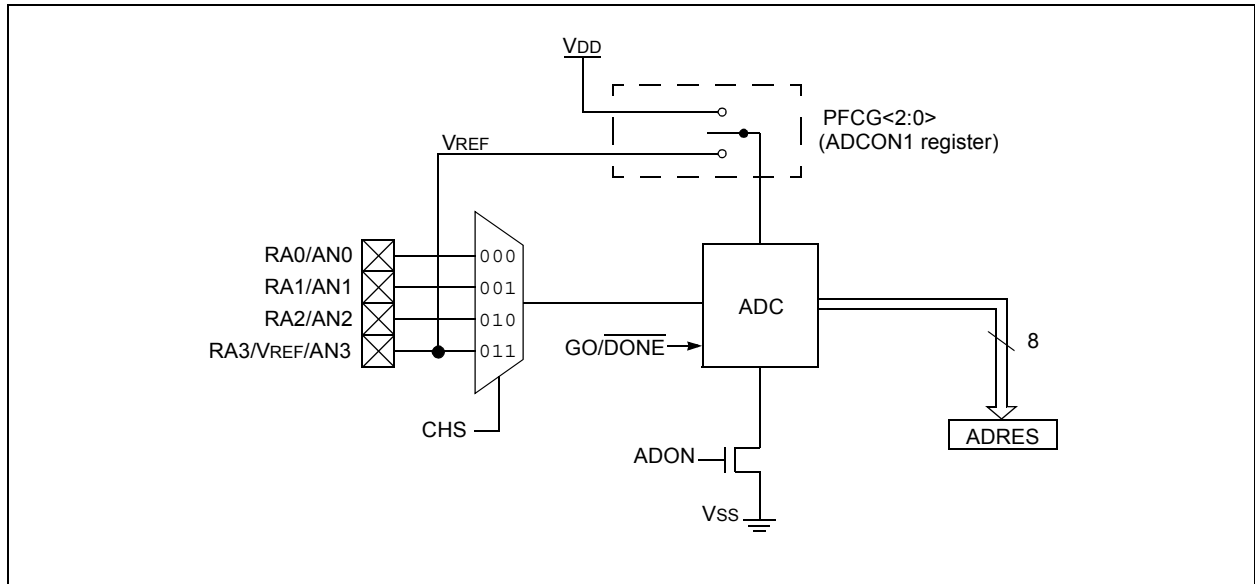 VDD
PFCG<2:0>
(ADCON1 register)
VREF
RA0/AN0
000
RA1/AN1
001
RA2/AN2
010
RA3/VREF/AN3
011
ADC
GO/DONE
8
CHS
ADRES
ADON
VSS